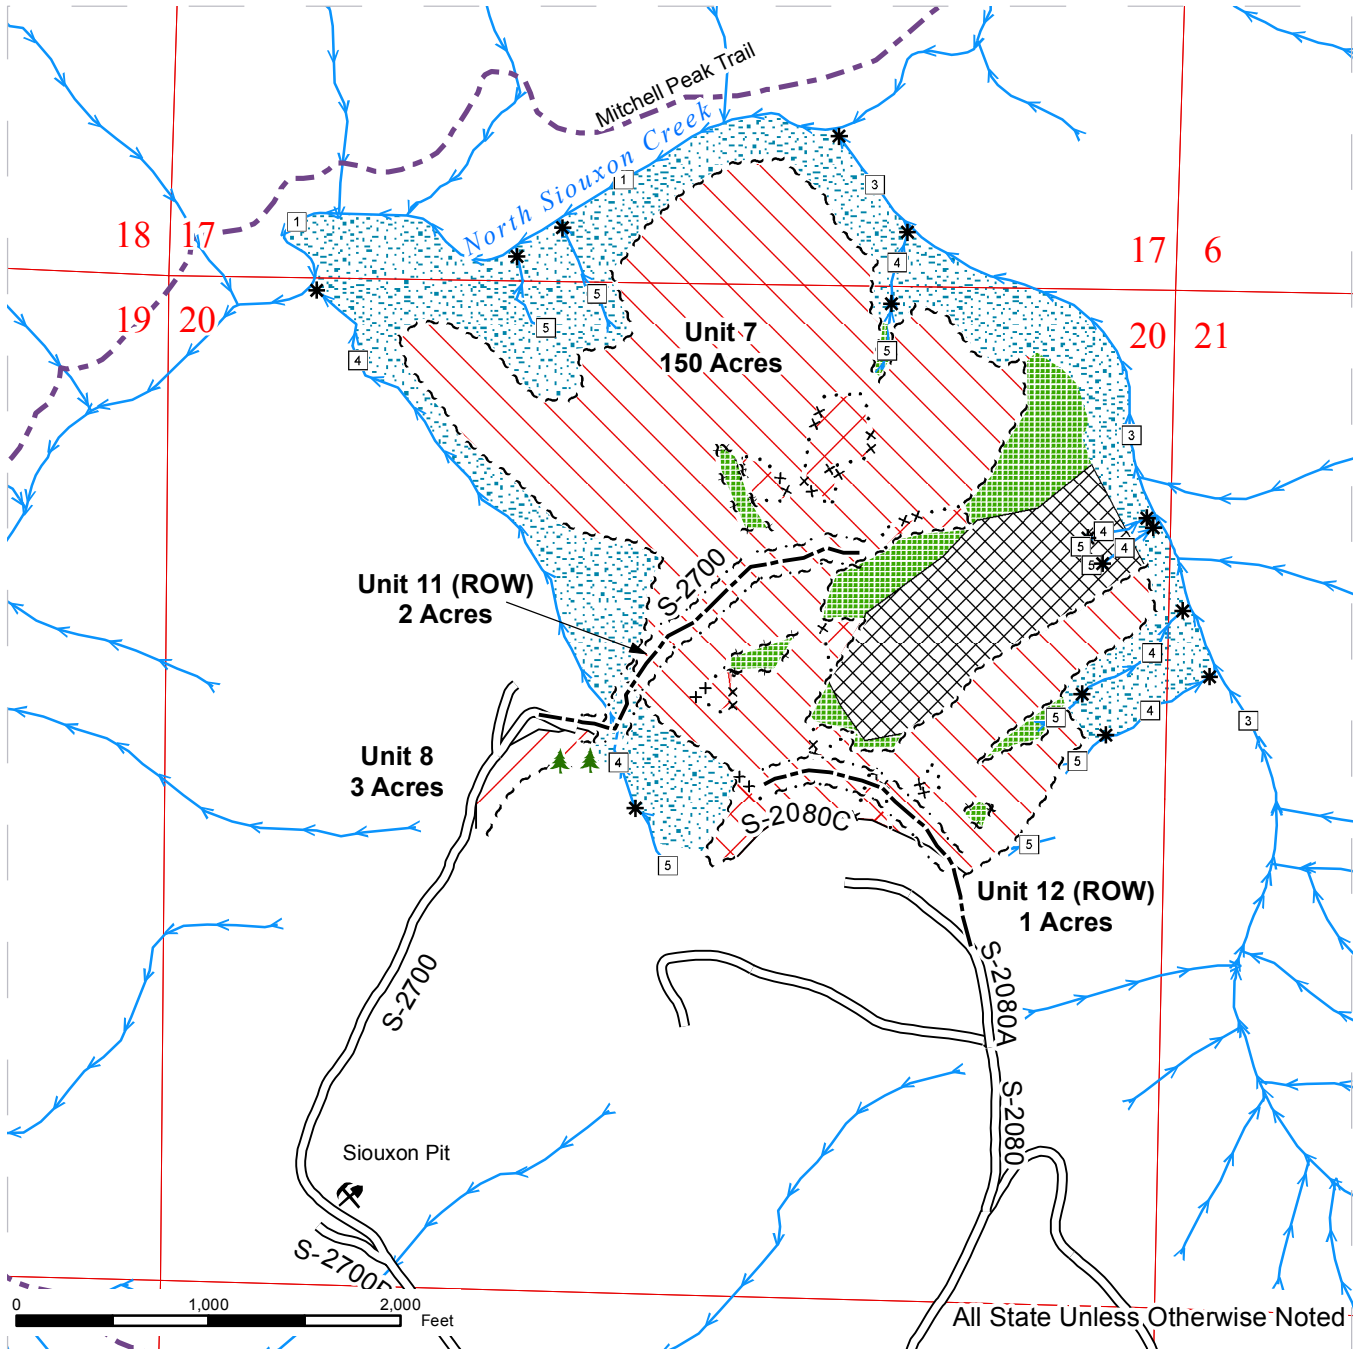 Mitchell Peak Trail
North Siouxon Creek
1
1
3
18 17
17 6
4
5
5
19 20
20 21
4
Unit 7
150 Acres
5
3
4
5
4
5
S-2700
Unit 11 (ROW)
2 Acres
4
5
4
3
Unit 8
3 Acres
4
5
S-2080C
5
5
Unit 12 (ROW)
1 Acres
S-2700
S-2080A
S-2080
Siouxon Pit
0 1,000 2,000
Feet
All State Unless Otherwise Noted